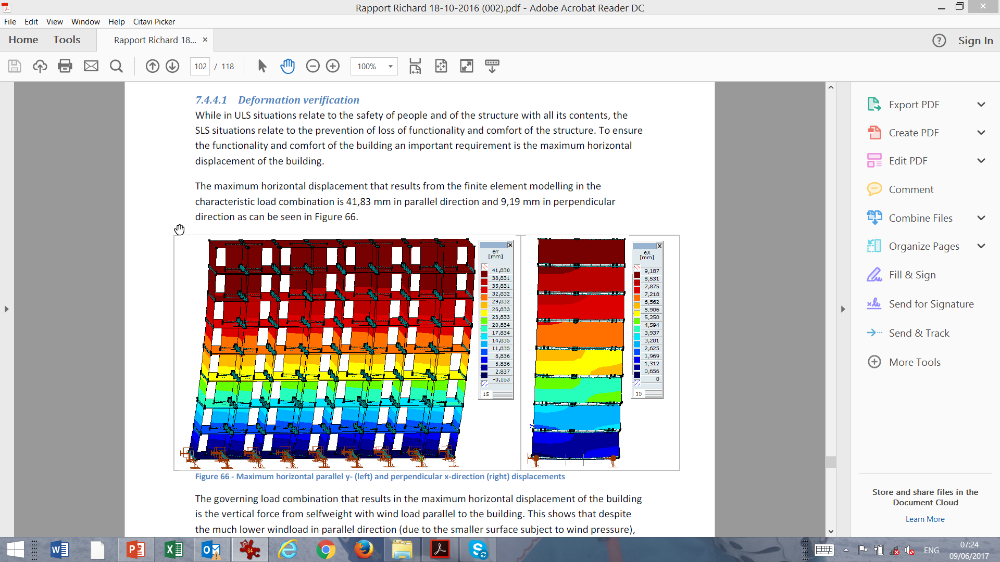 Rapport Richard 18-10-2016 (002).pdf - Adobe Acrobat Reader DC
File Edit View Window Help Citavi Picker
Home Tools Rapport Richard 18... × Sign In
102 / 118 100%
7.4.4.1 Deformation verification
While in ULS situations relate to the safety of people and of the structure with all its contents, the
SLS situations relate to the prevention of loss of functionality and comfort of the structure. To ensure
the functionality and comfort of the building an important requirement is the maximum horizontal
displacement of the building.
The maximum horizontal displacement that results from the finite element modelling in the
characteristic load combination is 41,83 mm in parallel direction and 9,19 mm in perpendicular
direction as can be seen in Figure 66.
eY
[mm]
41,830
38,831
35,831
32,832
29,832
26,833
23,833
20,834
17,834
14,835
11,835
8,836
5,836
2,837
-0,163
15
eX
[mm]
9,187
8,531
7,875
7,218
6,562
5,906
5,250
4,594
3,937
3,281
2,625
1,969
1,312
0,656
0
15
Figure 66 - Maximum horizontal parallel y- (left) and perpendicular x-direction (right) displacements
The governing load combination that results in the maximum horizontal displacement of the building
is the vertical force from selfweight with wind load parallel to the building. This shows that despite
the much lower windload in parallel direction (due to the smaller surface subject to wind pressure),
Export PDF
Create PDF
Edit PDF
Comment
Combine Files
Organize Pages
Fill & Sign
Send for Signature
Send & Track
More Tools
Store and share files in the
Document Cloud
Learn More
64
ENG
07:24
09/06/2017